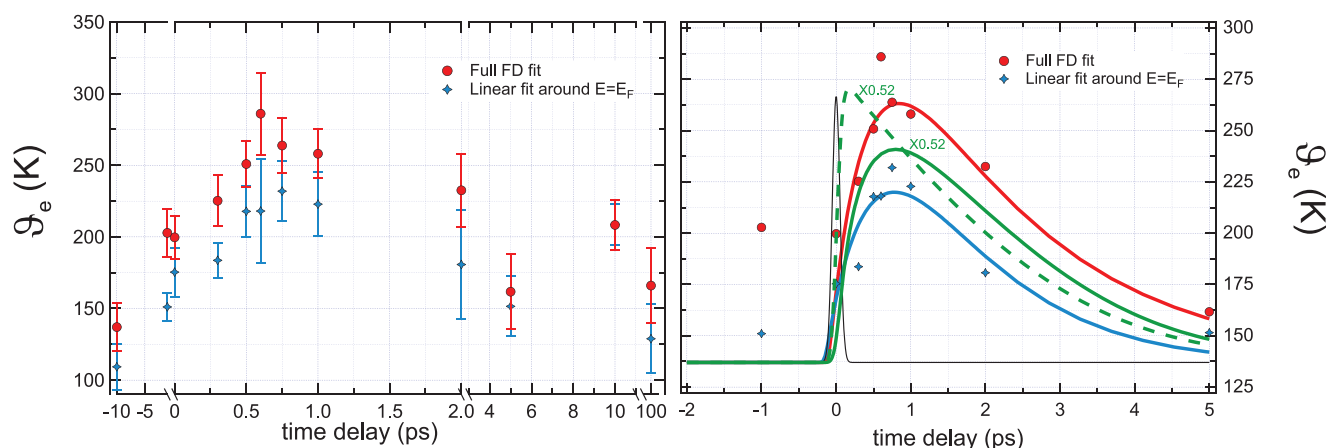 350
300
250
200
150
100
ϑe (K)
Full FD fit
Linear fit around E=EF
-10 -5 0 0.5 1.0 2.0 4 6 10 100
time delay (ps)
300
275
250
225
200
175
150
125
ϑe (K)
Full FD fit
Linear fit around E=EF
X0.52
X0.52
-2 -1 0 1 2 3 4 5
time delay (ps)